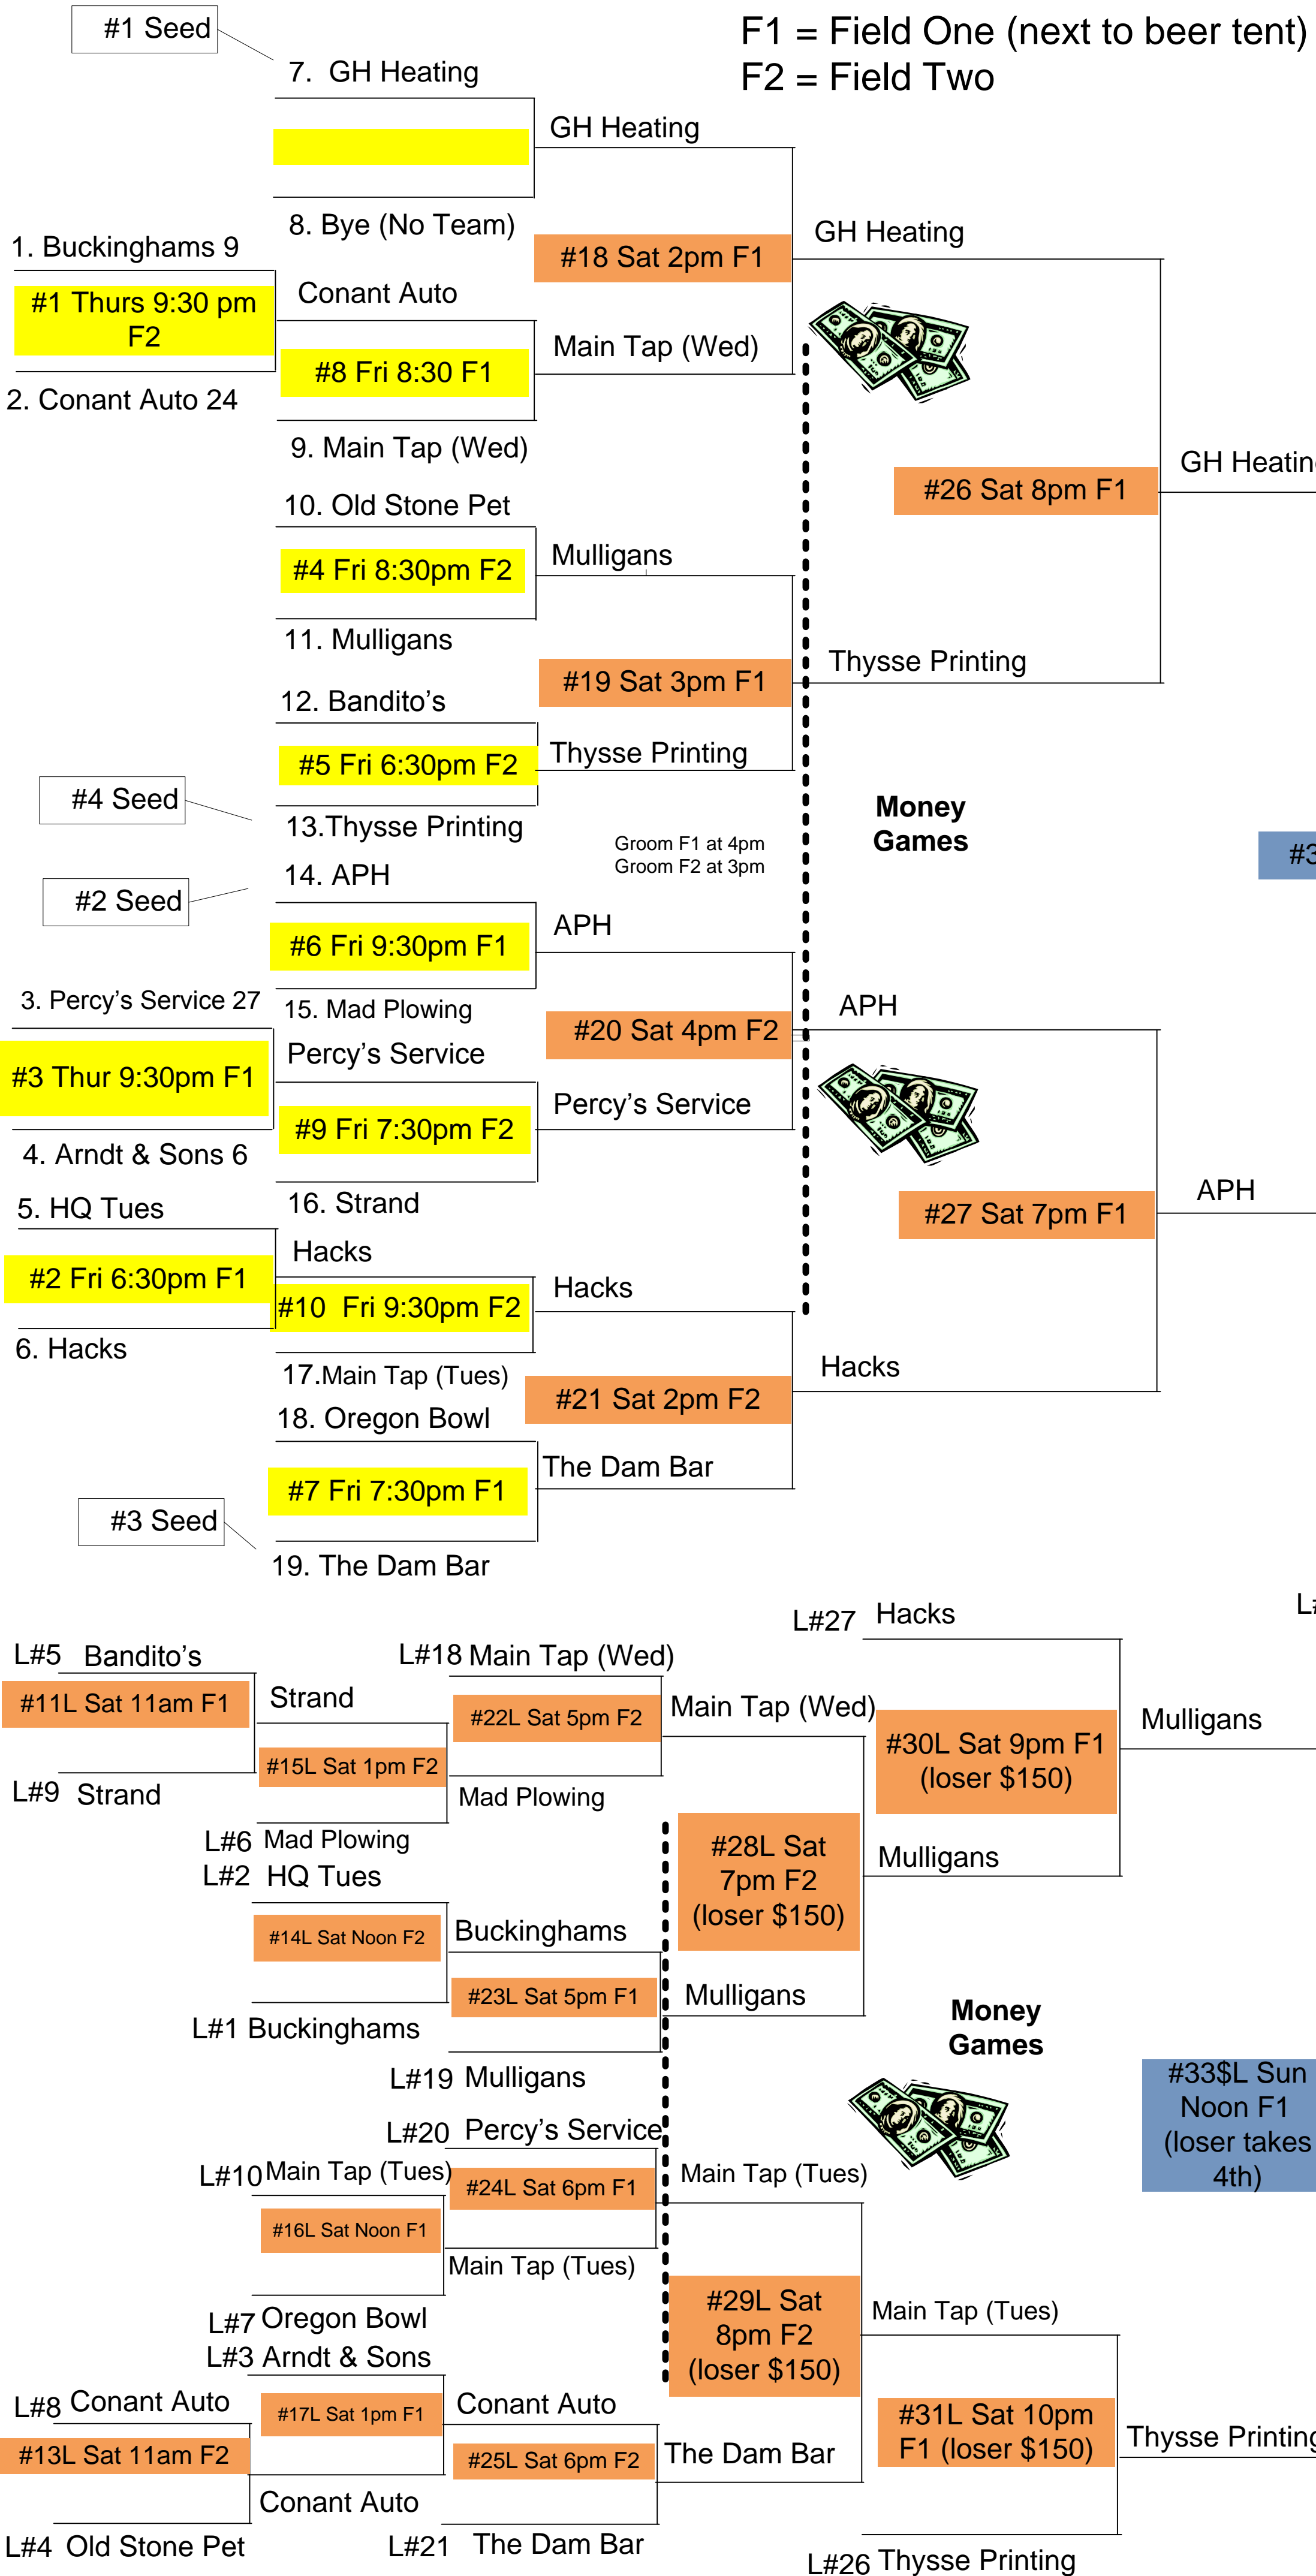 #1 Seed
F1 = Field One (next to beer tent)
F2 = Field Two
7. GH Heating
GH Heating
8. Bye (No Team)
GH Heating
1. Buckinghams 9
#18 Sat 2pm F1
#1 Thurs 9:30 pm
F2
Conant Auto
Main Tap (Wed)
#8 Fri 8:30 F1
2. Conant Auto 24
9. Main Tap (Wed)
GH Heating
#26 Sat 8pm F1
10. Old Stone Pet
Mulligans
#4 Fri 8:30pm F2
11. Mulligans
Thysse Printing
#19 Sat 3pm F1
12. Bandito's
Thysse Printing
#5 Fri 6:30pm F2
#4 Seed
13.Thysse Printing
Money
Games
Groom F1 at 4pm
Groom F2 at 3pm
14. APH
#2 Seed
APH
#6 Fri 9:30pm F1
3. Percy's Service 27
15. Mad Plowing
APH
#20 Sat 4pm F2
Percy's Service
#3 Thur 9:30pm F1
Percy's Service
#9 Fri 7:30pm F2
4. Arndt & Sons 6
16. Strand
5. HQ Tues
APH
#27 Sat 7pm F1
Hacks
#2 Fri 6:30pm F1
Hacks
#10 Fri 9:30pm F2
6. Hacks
Hacks
17.Main Tap (Tues)
#21 Sat 2pm F2
18. Oregon Bowl
The Dam Bar
#7 Fri 7:30pm F1
#3 Seed
19. The Dam Bar
L#27 Hacks
L#5 Bandito's
L#18 Main Tap (Wed)
#11L Sat 11am F1
Strand
#22L Sat 5pm F2
Main Tap (Wed)
Mulligans
#30L Sat 9pm F1
(loser $150)
#15L Sat 1pm F2
L#9 Strand
Mad Plowing
L#6 Mad Plowing
#28L Sat
7pm F2
(loser $150)
Mulligans
L#2 HQ Tues
#14L Sat Noon F2
Buckinghams
#23L Sat 5pm F1
Mulligans
L#1 Buckinghams
Money
Games
L#19 Mulligans
#33$L Sun
Noon F1
(loser takes
4th)
L#20 Percy's Service
L#10 Main Tap (Tues)
#24L Sat 6pm F1
Main Tap (Tues)
#16L Sat Noon F1
Main Tap (Tues)
L#7 Oregon Bowl
#29L Sat
8pm F2
(loser $150)
Main Tap (Tues)
L#3 Arndt & Sons
L#8 Conant Auto
#17L Sat 1pm F1
Conant Auto
#31L Sat 10pm
F1 (loser $150)
Thysse Printing
#13L Sat 11am F2
#25L Sat 6pm F2
The Dam Bar
Conant Auto
L#4 Old Stone Pet
L#21 The Dam Bar
L#26 Thysse Printing